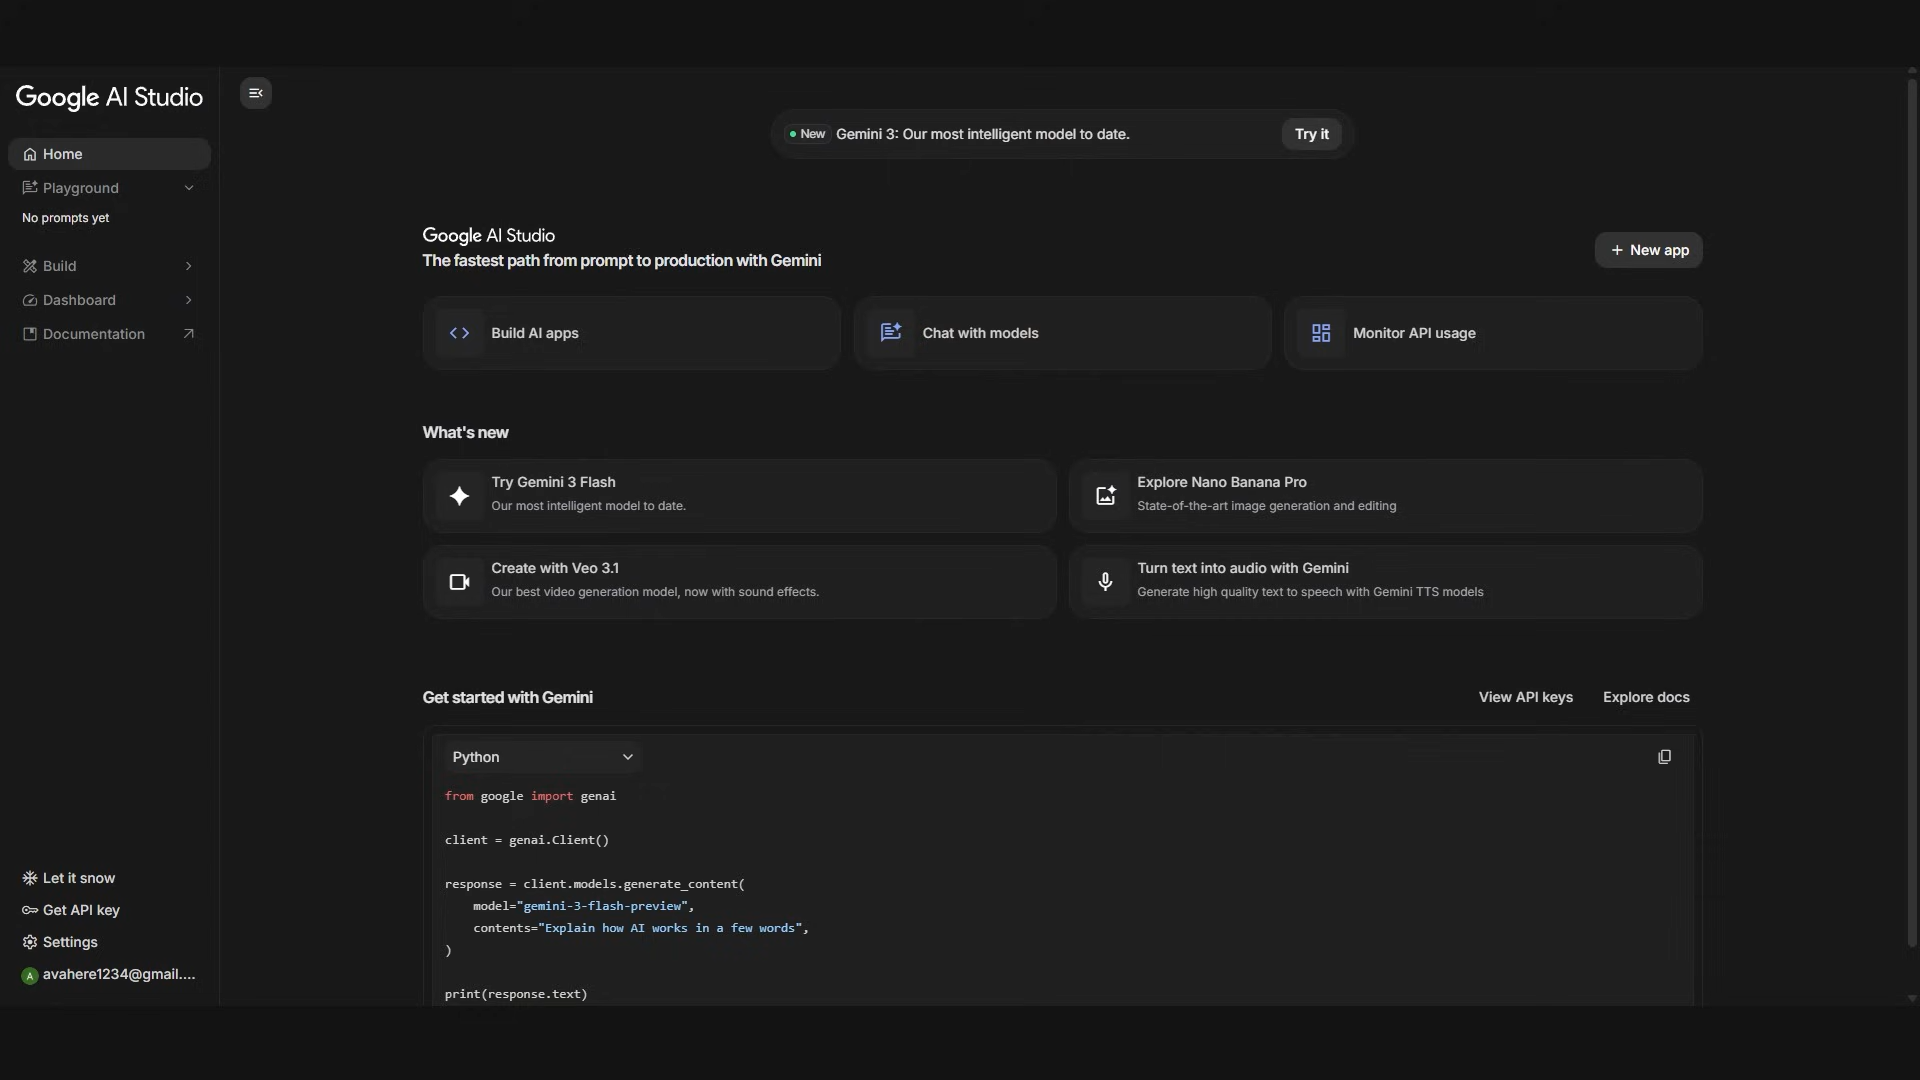 Google AI Studio
Home
Playground
No prompts yet
Build
Dashboard
Documentation
Let it snow
Get API key
Settings
A avahere1234@gmail....
New Gemini 3: Our most intelligent model to date. Try it
Google AI Studio
The fastest path from prompt to production with Gemini
+ New app
Build AI apps
Chat with models
Monitor API usage
What's new
Try Gemini 3 Flash
Our most intelligent model to date.
Explore Nano Banana Pro
State-of-the-art image generation and editing
Create with Veo 3.1
Our best video generation model, now with sound effects.
Turn text into audio with Gemini
Generate high quality text to speech with Gemini TTS models
Get started with Gemini
View API keys
Explore docs
Python
from google import genai
client = genai.Client()
response = client.models.generate_content(
model="gemini-3-flash-preview",
contents="Explain how AI works in a few words",
)
print(response.text)